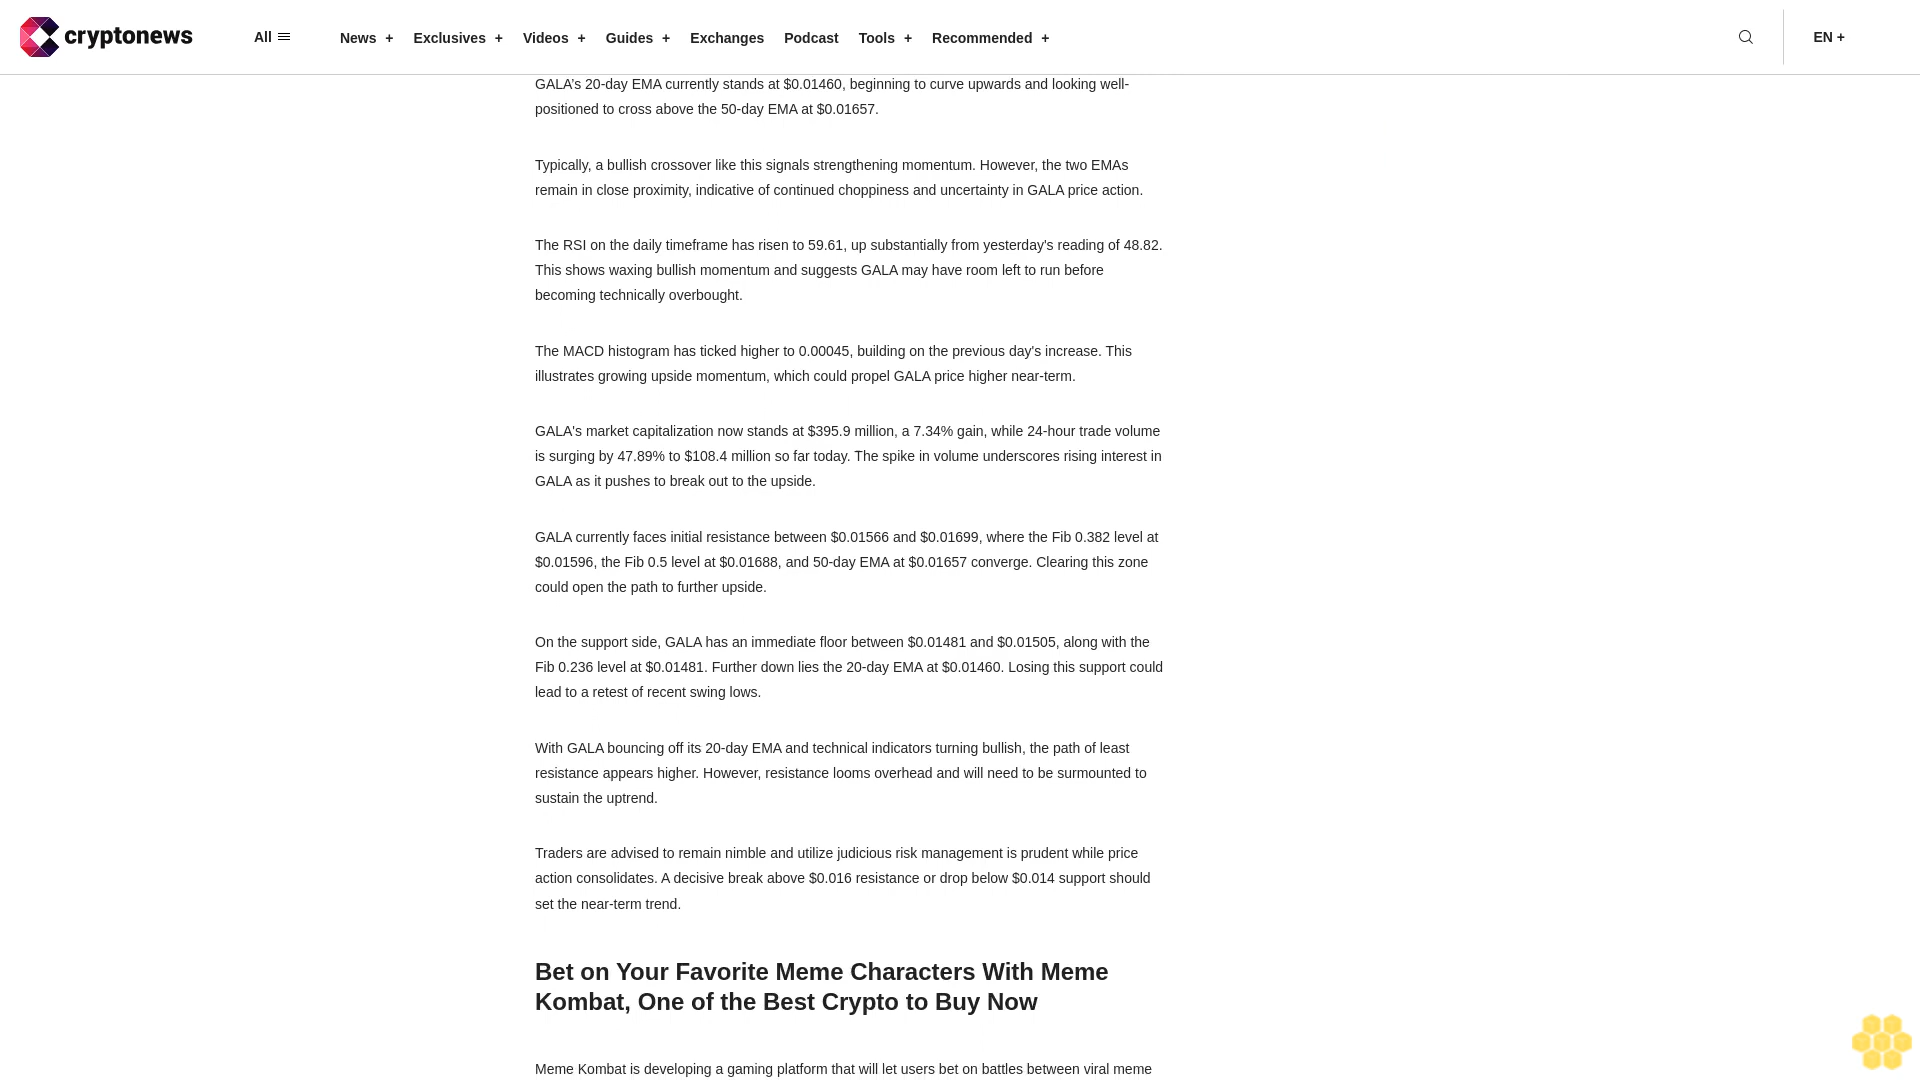 cryptonews
All
News +
Exclusives +
Videos +
Guides +
Exchanges
Podcast
Tools +
Recommended +
EN +
GALA’s 20-day EMA currently stands at $0.01460, beginning to curve upwards and looking well-
positioned to cross above the 50-day EMA at $0.01657.
Typically, a bullish crossover like this signals strengthening momentum. However, the two EMAs
remain in close proximity, indicative of continued choppiness and uncertainty in GALA price action.
The RSI on the daily timeframe has risen to 59.61, up substantially from yesterday's reading of 48.82.
This shows waxing bullish momentum and suggests GALA may have room left to run before
becoming technically overbought.
The MACD histogram has ticked higher to 0.00045, building on the previous day's increase. This
illustrates growing upside momentum, which could propel GALA price higher near-term.
GALA's market capitalization now stands at $395.9 million, a 7.34% gain, while 24-hour trade volume
is surging by 47.89% to $108.4 million so far today. The spike in volume underscores rising interest in
GALA as it pushes to break out to the upside.
GALA currently faces initial resistance between $0.01566 and $0.01699, where the Fib 0.382 level at
$0.01596, the Fib 0.5 level at $0.01688, and 50-day EMA at $0.01657 converge. Clearing this zone
could open the path to further upside.
On the support side, GALA has an immediate floor between $0.01481 and $0.01505, along with the
Fib 0.236 level at $0.01481. Further down lies the 20-day EMA at $0.01460. Losing this support could
lead to a retest of recent swing lows.
With GALA bouncing off its 20-day EMA and technical indicators turning bullish, the path of least
resistance appears higher. However, resistance looms overhead and will need to be surmounted to
sustain the uptrend.
Traders are advised to remain nimble and utilize judicious risk management is prudent while price
action consolidates. A decisive break above $0.016 resistance or drop below $0.014 support should
set the near-term trend.
Bet on Your Favorite Meme Characters With Meme
Kombat, One of the Best Crypto to Buy Now
Meme Kombat is developing a gaming platform that will let users bet on battles between viral meme